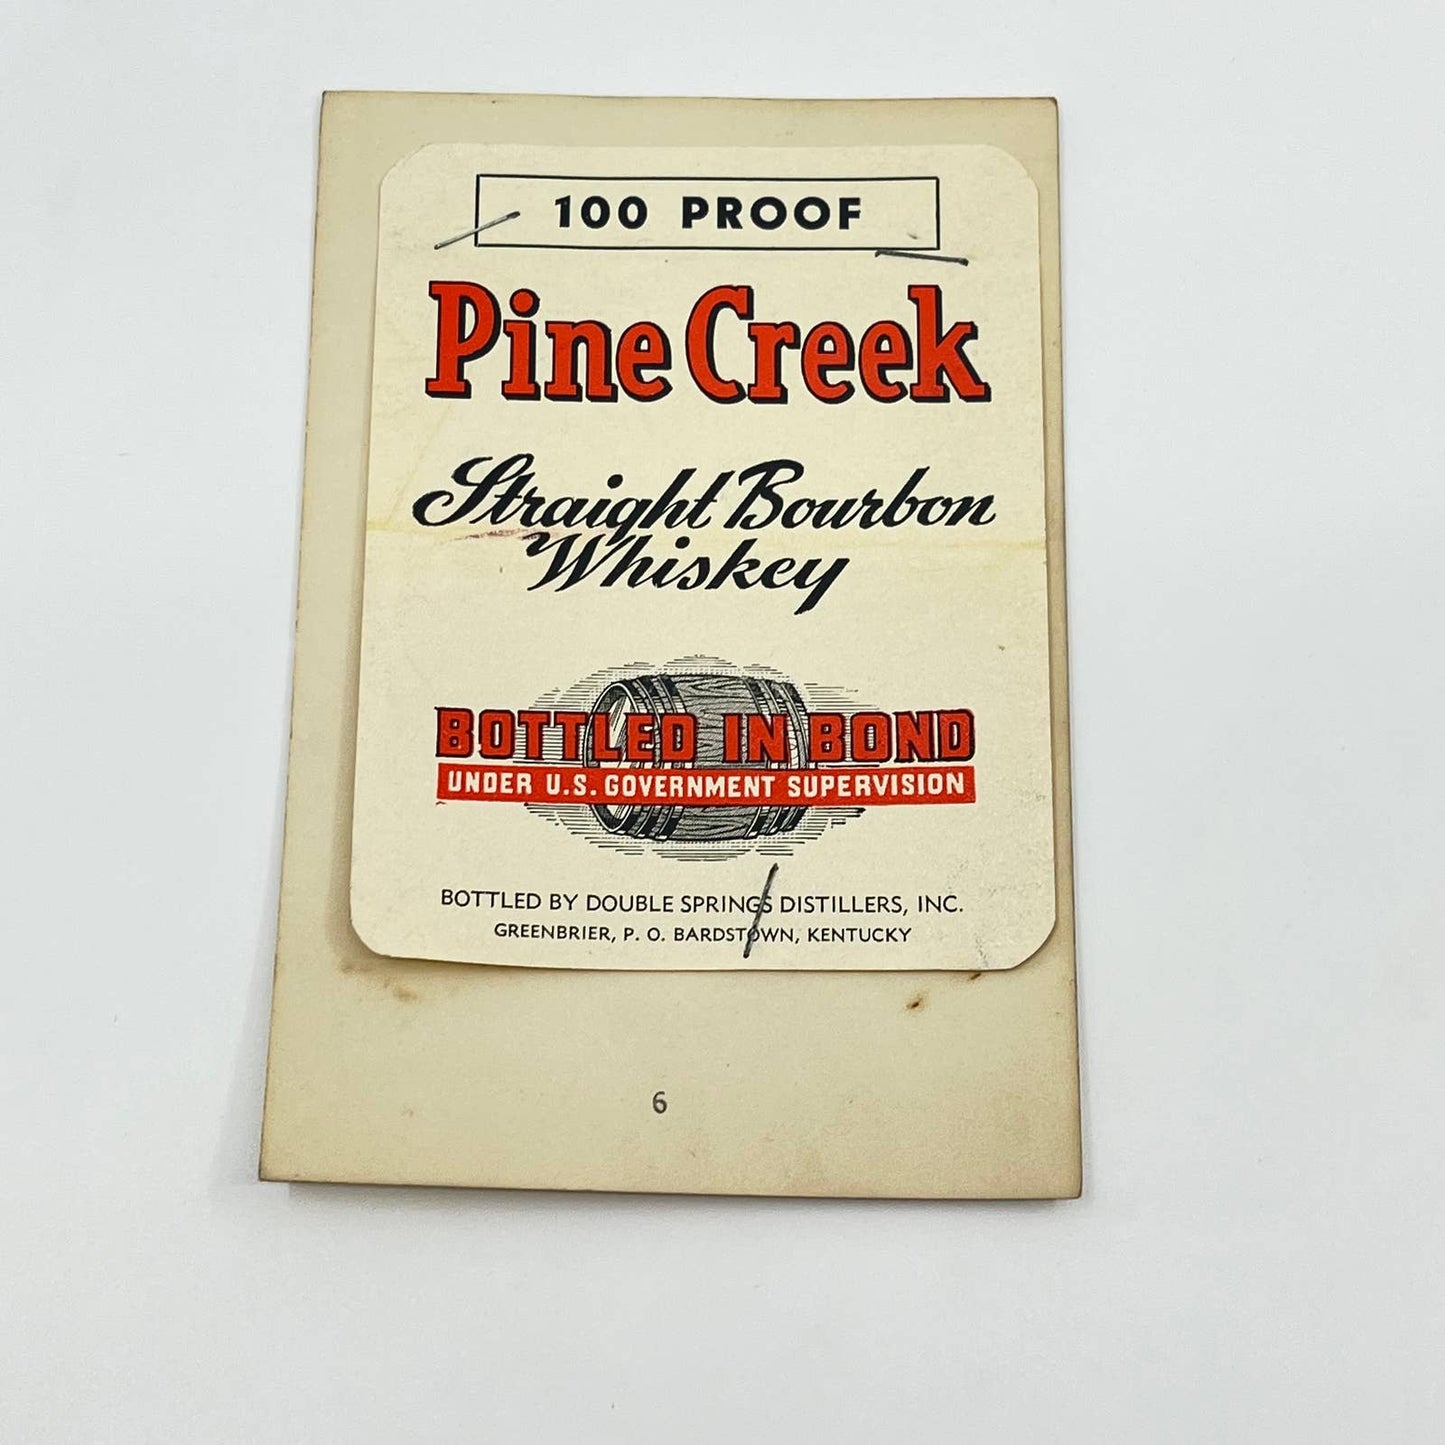 100 PROOF
Pine Creek
Straight Bourbon
Whiskey
BOTTLED IN BOND
UNDER U.S. GOVERNMENT SUPERVISION
BOTTLED BY DOUBLE SPRINGS DISTILLERS, INC.
GREENBRIER, P. O. BARDSTOWN, KENTUCKY
6